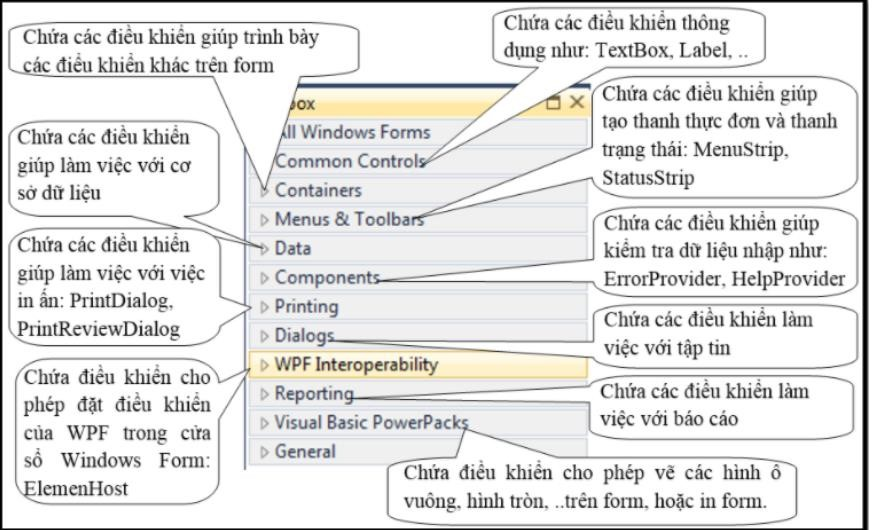 Chứa các điều khiển giúp trình bày
các điều khiển khác trên form
Chứa các điều khiển thông
dụng như: TextBox, Label, ..
Chứa các điều khiển giúp
tạo thanh thực đơn và thanh
trạng thái: MenuStrip,
StatusStrip
Chứa các điều khiển
giúp làm việc với cơ
sở dữ liệu
Chứa các điều khiển
giúp làm việc với việc
in ấn: PrintDialog,
PrintReviewDialog
Chứa điều khiển cho
phép đặt điều khiển
của WPF trong cửa
sổ Windows Form:
ElemenHost
box
All Windows Forms
Common Controls
Containers
Menus & Toolbars
Data
Components
Printing
Dialogs
WPF Interoperability
Reporting
Visual Basic PowerPacks
General
Chứa các điều khiển giúp
kiểm tra dữ liệu nhập như:
ErrorProvider, HelpProvider
Chứa các điều khiển làm
việc với tập tin
Chứa các điều khiển làm
việc với báo cáo
Chứa điều khiển cho phép vẽ các hình ô
vuông, hình tròn, ..trên form, hoặc in form.